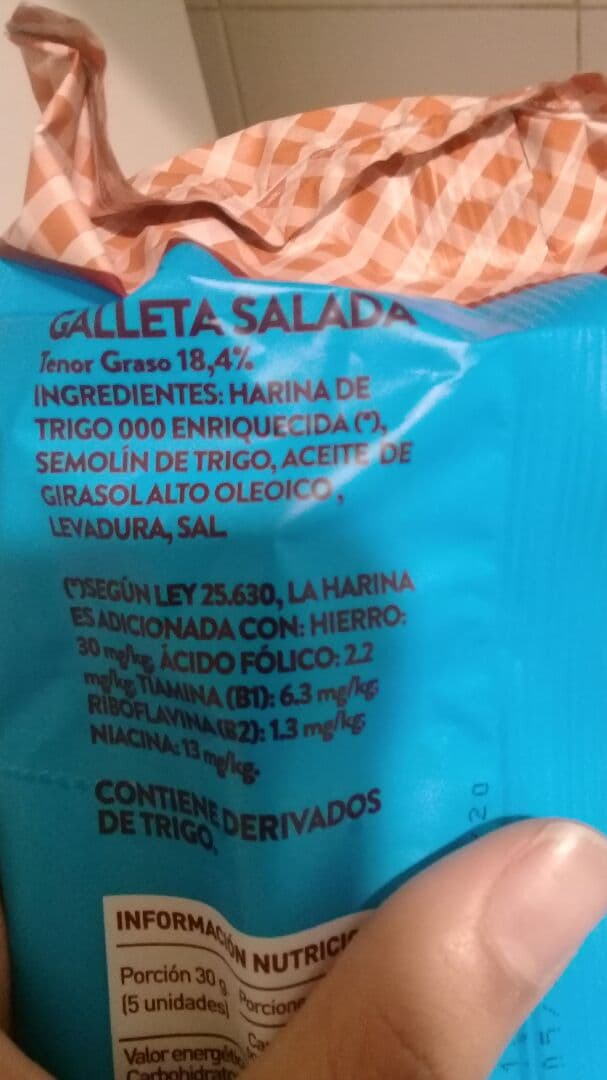 GALLETA SALADA
Tenor Graso 18,4%
INGREDIENTES: HARINA DE
TRIGO 000 ENRIQUECIDA (*),
SEMOLÍN DE TRIGO, ACEITE DE
GIRASOL ALTO OLEOICO,
LEVADURA, SAL
(*)SEGÚN LEY 25.630, LA HARINA
ES ADICIONADA CON: HIERRO:
30 mg/kg, ÁCIDO FÓLICO: 2.2
mg/kg, TIAMINA (B1): 6.3 mg/kg;
RIBOFLAVINA (B2): 1.3 mg/kg;
NIACINA: 13 mg/kg.
CONTIENE DERIVADOS
DE TRIGO.
INFORMACIÓN
Porción 30 g
(5 unidades)
Valor